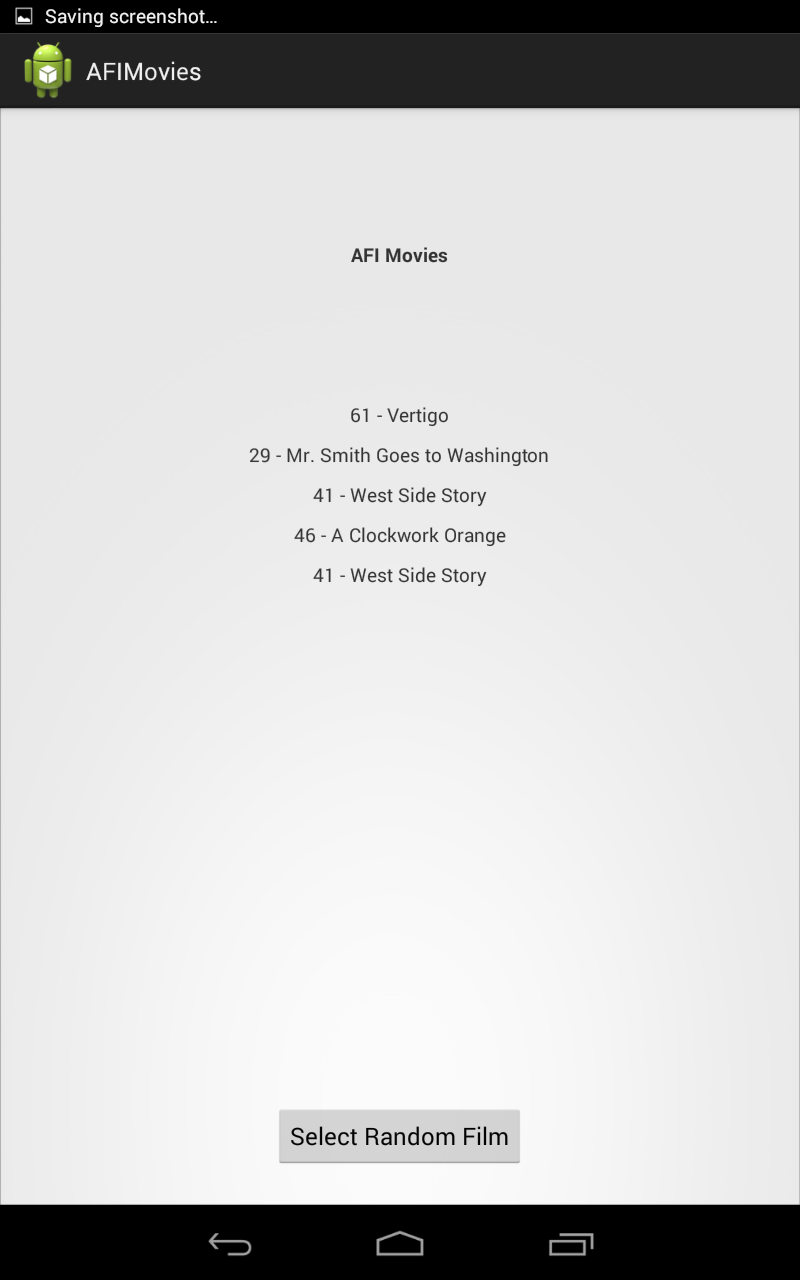 Saving screenshot...
AFIMovies
AFI Movies
61 - Vertigo
29 - Mr. Smith Goes to Washington
41 - West Side Story
46 - A Clockwork Orange
41 - West Side Story
Select Random Film